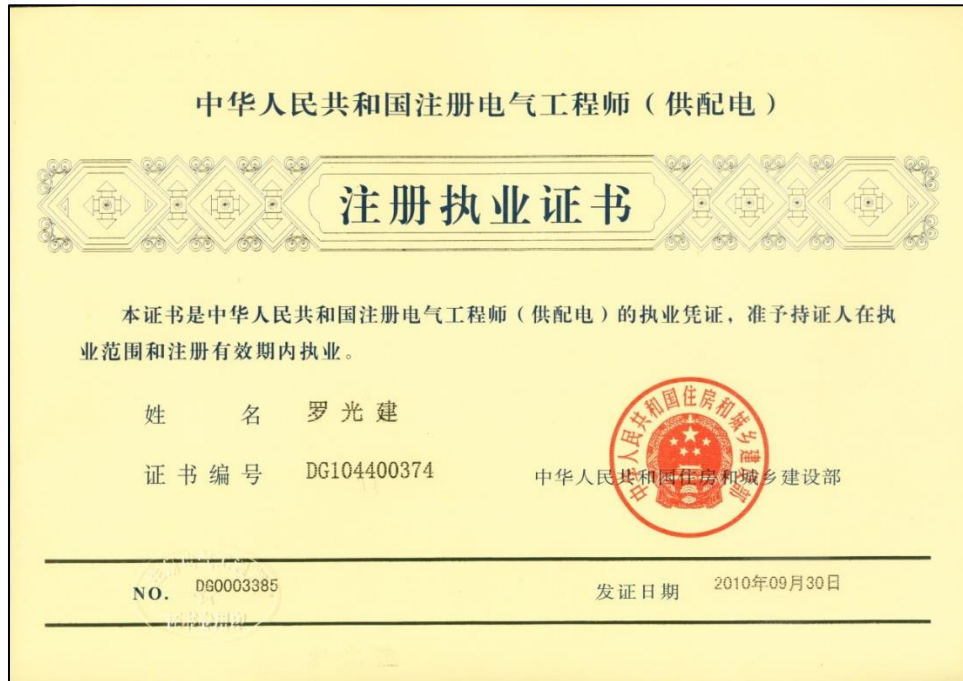 中华人民共和国注册电气工程师（供配电）
注册执业证书
本证书是中华人民共和国注册电气工程师（供配电）的执业凭证，准予持证人在执
业范围和注册有效期内执业。
姓 名 罗光建
中华人民共和国住房和城乡建设部
证书编号 DG104400374
中华人民共和国住房和城乡建设部
NO. DG0003385
发证日期 2010年09月30日